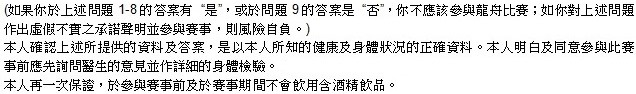 (如果你於上述問題 1-8 的答案有 “是”，或於問題 9 的答案是 “否”，你不應該參與龍舟比賽；如你對上述問題
作出虛假不實之承諾聲明並參與賽事，則風險自負。)
本人確認上述所提供的資料及答案，是以本人所知的健康及身體狀況的正確資料。本人明白及同意參與此賽
事前應先詢問醫生的意見並作詳細的身體檢驗。
本人再一次保證，於參與賽事前及於賽事期間不會飲用含酒精飲品。